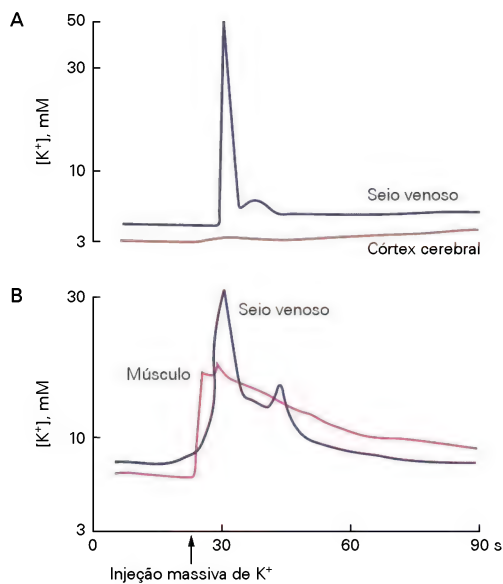 A
50
30
10
3
[K⁺], mM
Seio venoso
Córtex cerebral
B
30
10
3
[K⁺], mM
Seio venoso
Músculo
0
30
60
90 s
Injeção massiva de K⁺